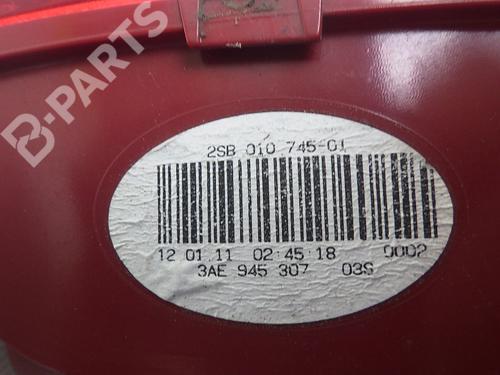 B-PARTS
2SB 010 745-01
12 01.11 02:45:18 0002
3AE 945 307 03S